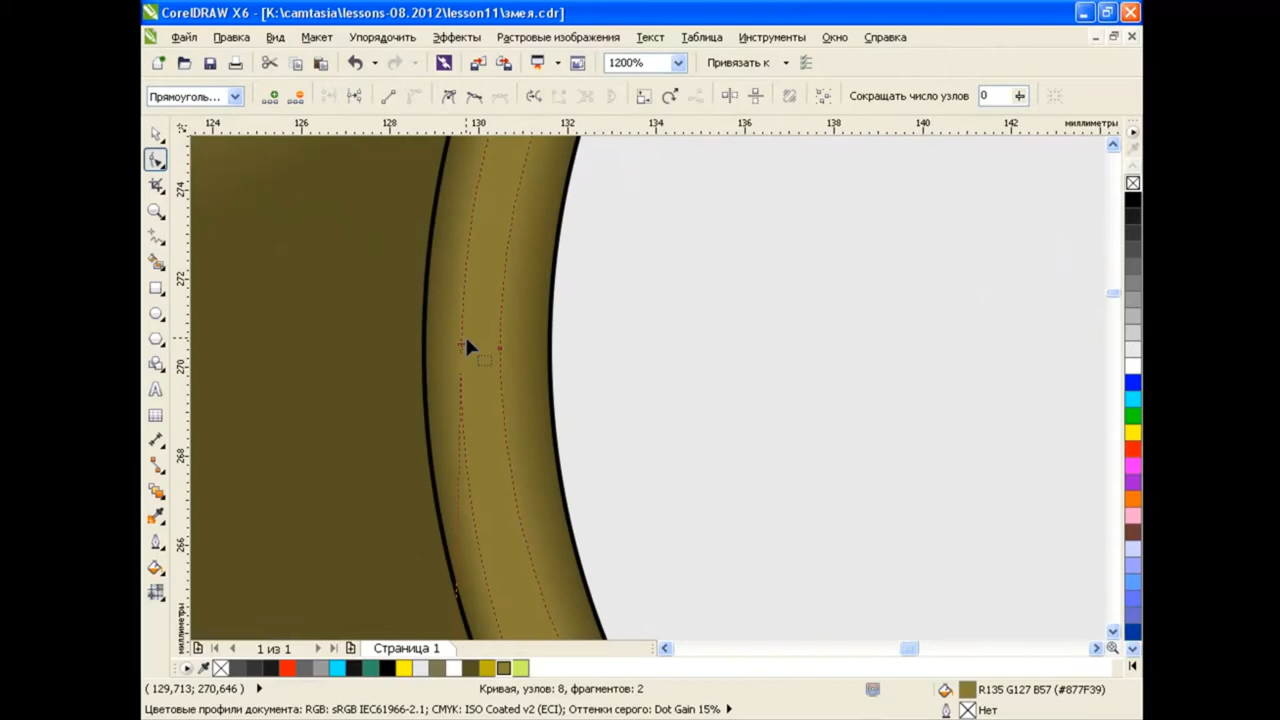 CorelDRAW X6 - [K:\camtasia\lessons-08.2012\lesson11\змея.cdr]
Файл Правка Вид Макет Упорядочить Эффекты Растровые изображения Текст Таблица Инструменты Окно Справка
1200% Привязать к
Прямоуголь... Сокращать число узлов 0
124 126 128 130 132 134 136 138 140 142 миллиметры
274
272
270
268
266
миллиметры
1 из 1 Страница 1
(129,713; 270,646) Кривая, узлов: 8, фрагментов: 2 R135 G127 B57 (#877F39)
Цветовые профили документа: RGB: sRGB IEC61966-2.1; CMYK: ISO Coated v2 (ECI); Оттенки серого: Dot Gain 15% Нет